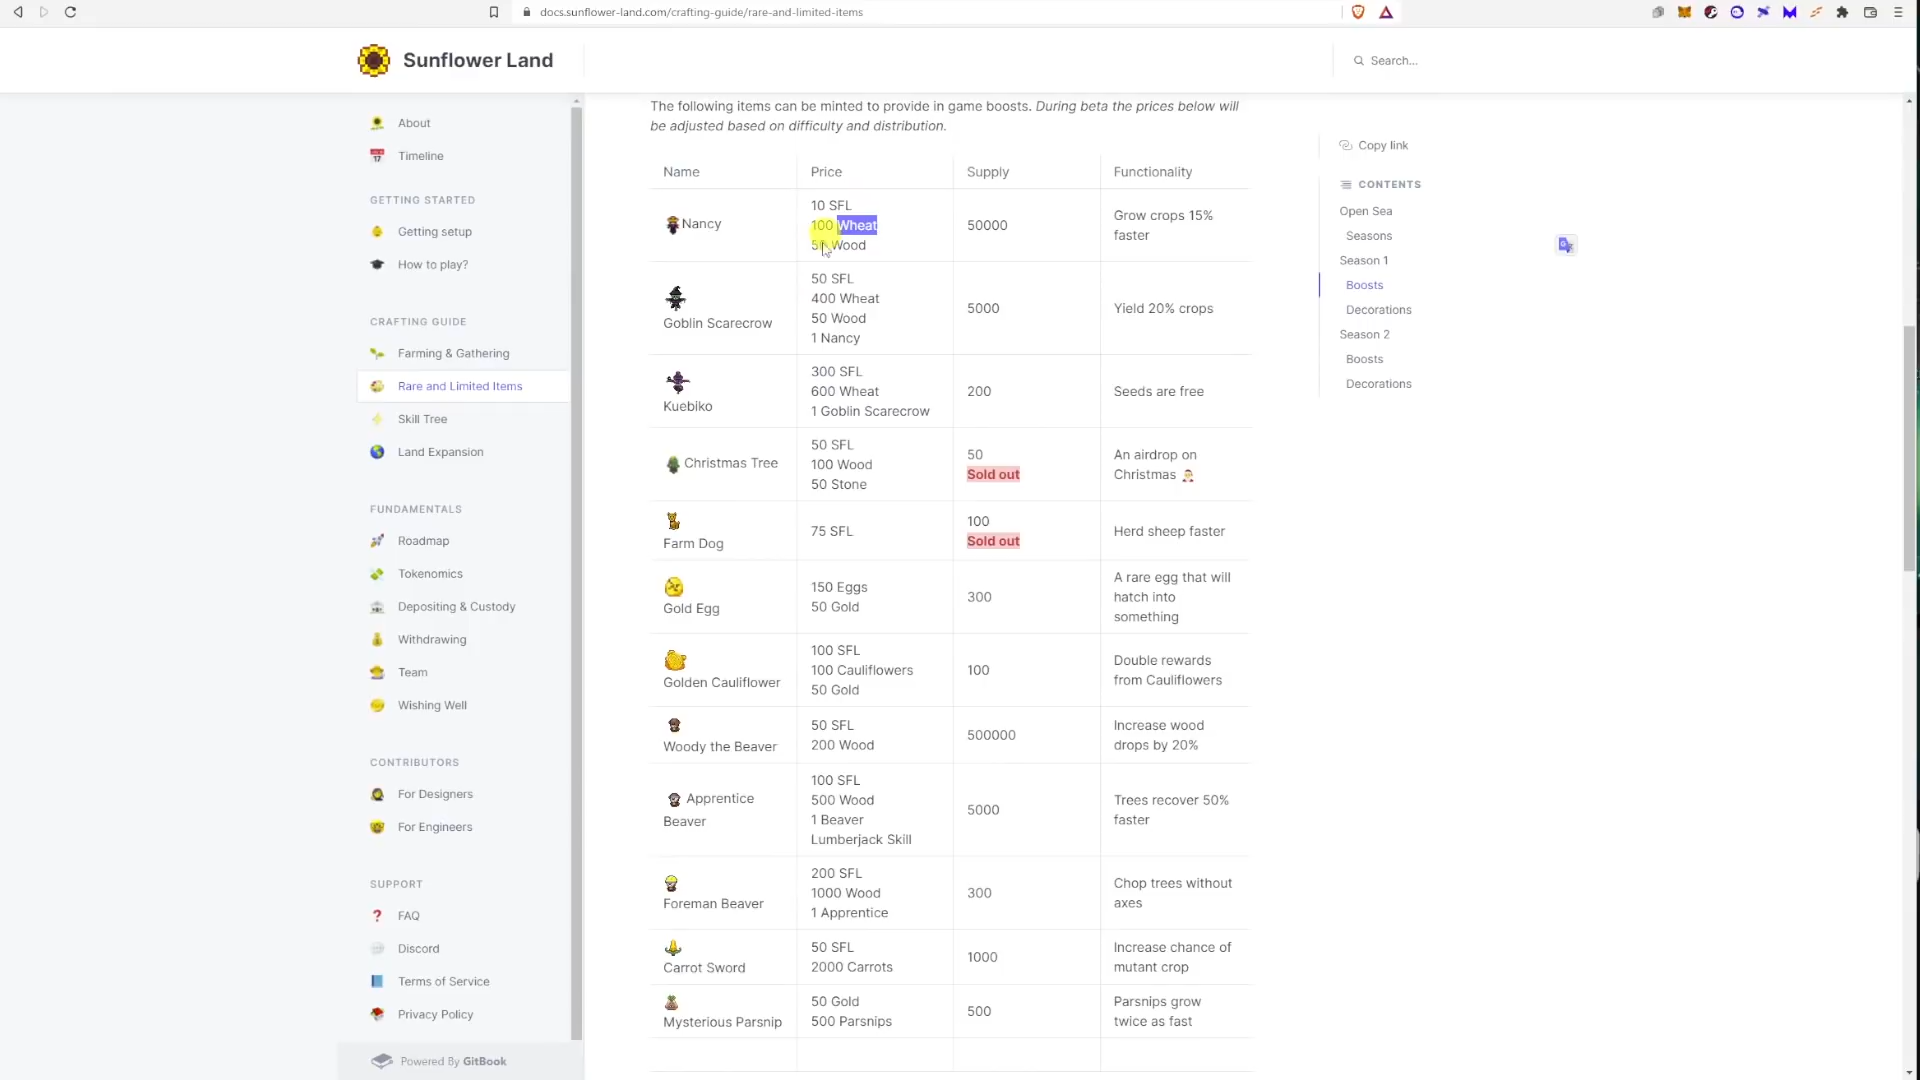 docs.sunflower-land.com/crafting-guide/rare-and-limited-items
Sunflower Land
Search...
About
Timeline
GETTING STARTED
Getting setup
How to play?
CRAFTING GUIDE
Farming & Gathering
Rare and Limited Items
Skill Tree
Land Expansion
FUNDAMENTALS
Roadmap
Tokenomics
Depositing & Custody
Withdrawing
Team
Wishing Well
CONTRIBUTORS
For Designers
For Engineers
SUPPORT
FAQ
Discord
Terms of Service
Privacy Policy
Powered By GitBook
The following items can be minted to provide in game boosts. During beta the prices below will
be adjusted based on difficulty and distribution.
Name Price Supply Functionality
Nancy
10 SFL
100 Wheat
50 Wood
50000
Grow crops 15%
faster
Goblin Scarecrow
50 SFL
400 Wheat
50 Wood
1 Nancy
5000
Yield 20% crops
Kuebiko
300 SFL
600 Wheat
1 Goblin Scarecrow
200
Seeds are free
Christmas Tree
50 SFL
100 Wood
50 Stone
50
Sold out
An airdrop on
Christmas 🎅
Farm Dog
75 SFL
100
Sold out
Herd sheep faster
Gold Egg
150 Eggs
50 Gold
300
A rare egg that will
hatch into
something
Golden Cauliflower
100 SFL
100 Cauliflowers
50 Gold
100
Double rewards
from Cauliflowers
Woody the Beaver
50 SFL
200 Wood
500000
Increase wood
drops by 20%
Apprentice
Beaver
100 SFL
500 Wood
1 Beaver
Lumberjack Skill
5000
Trees recover 50%
faster
Foreman Beaver
200 SFL
1000 Wood
1 Apprentice
300
Chop trees without
axes
Carrot Sword
50 SFL
2000 Carrots
1000
Increase chance of
mutant crop
Mysterious Parsnip
50 Gold
500 Parsnips
500
Parsnips grow
twice as fast
Copy link
CONTENTS
Open Sea
Seasons
Season 1
Boosts
Decorations
Season 2
Boosts
Decorations